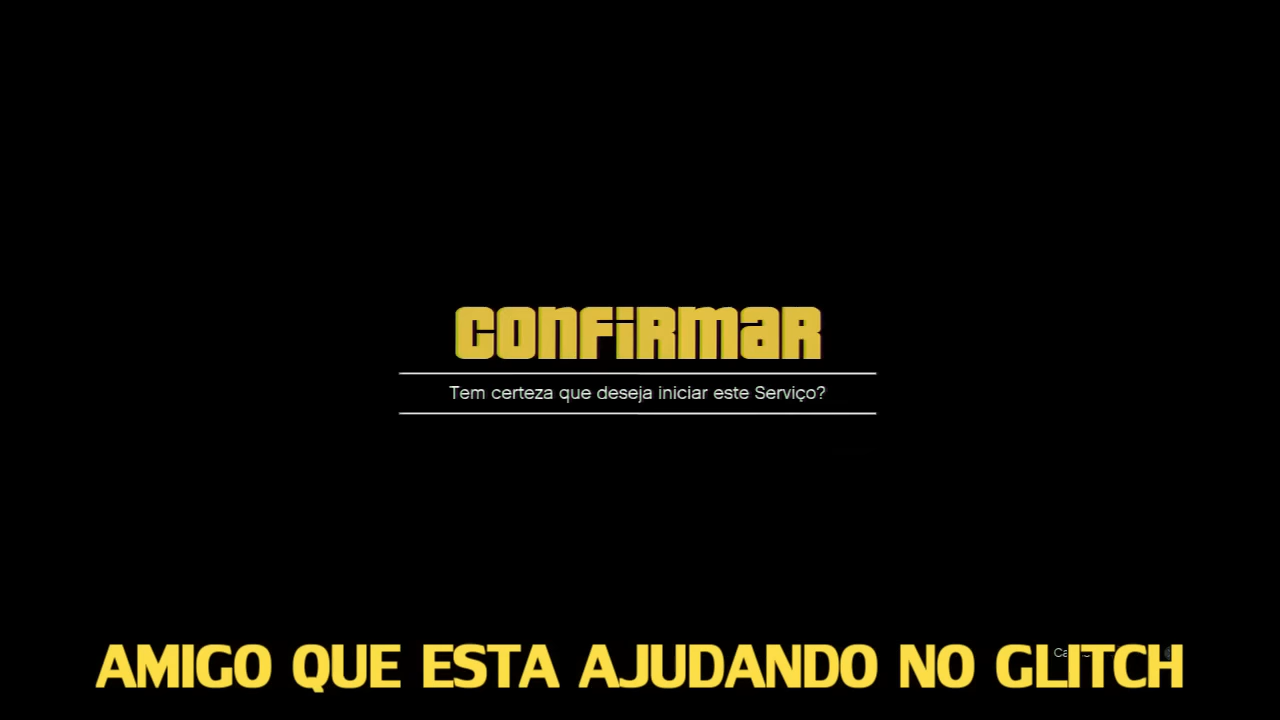 CONFIRMAR
Tem certeza que deseja iniciar este Serviço?
AMIGO QUE ESTA AJUDANDO NO GLITCH